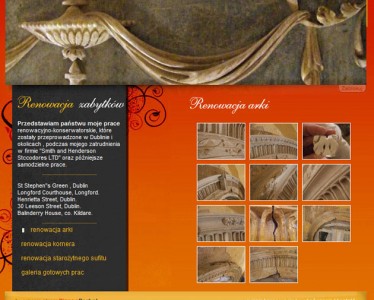 Renowacja zabytków
Renowacja arki
Przedstawiam państwu moje prace
renowacyjno-konserwatorskie, które
zostały przeprowadzone w Dublinie i
okolicach , podczas mojego zatrudnienia
w firmie "Smith and Henderson
Stccodores LTD" oraz późniejsze
samodzielne prace.
St Stephen's Green , Dublin
Longford Courthouse, Longford.
Henrietta Street, Dublin.
30 Leeson Street, Dublin.
Balinderry House, co. Kildare.
renowacja arki
renowacja kornera
renowacja starożytnego sufitu
galeria gotowych prac